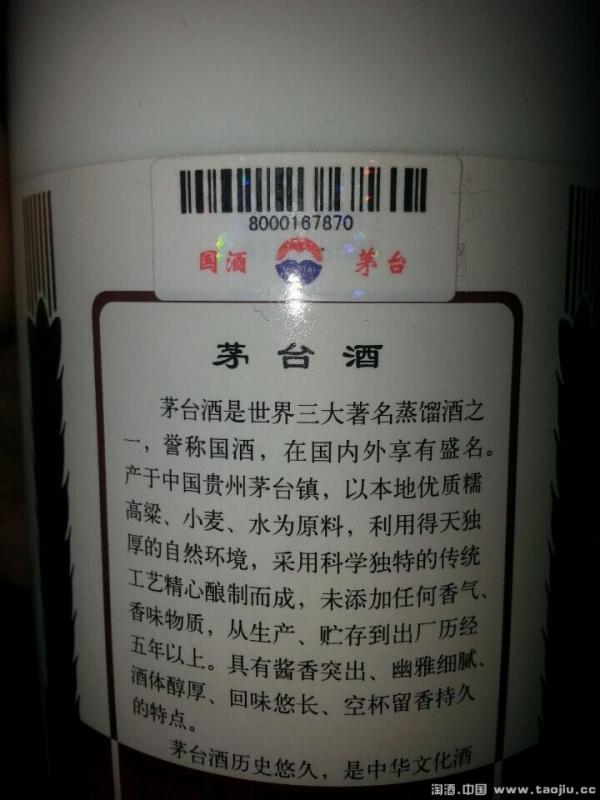 8000167870
国酒 茅台
茅台酒
茅台酒是世界三大著名蒸馏酒之
一，誉称国酒，在国内外享有盛名。
产于中国贵州茅台镇，以本地优质糯
高粱、小麦、水为原料，利用得天独
厚的自然环境，采用科学独特的传统
工艺精心酿制而成，未添加任何香气、
香味物质，从生产、贮存到出厂历经
五年以上。具有酱香突出、幽雅细腻、
酒体醇厚、回味悠长、空杯留香持久
的特点。
茅台酒历史悠久，是中华文化酒
淘酒.中国 www.taojiu.cc